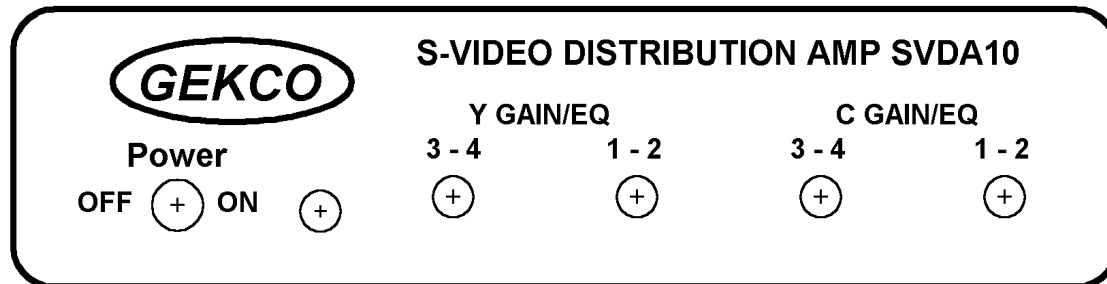 GEKCO
S-VIDEO DISTRIBUTION AMP SVDA10
Y GAIN/EQ C GAIN/EQ
3 - 4 1 - 2 3 - 4 1 - 2
Power
OFF ON